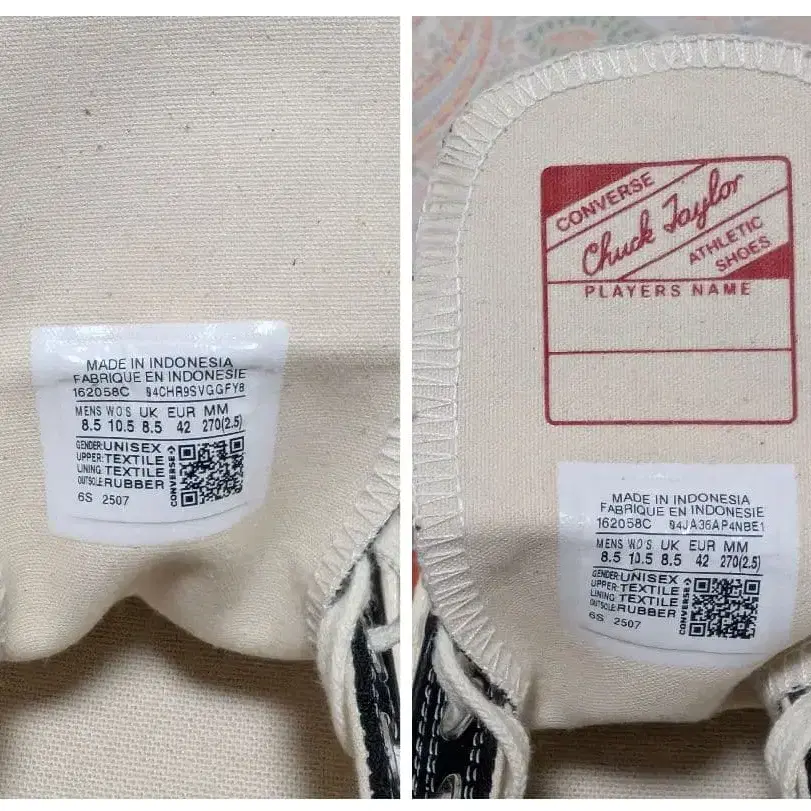 MADE IN INDONESIA
FABRIQUE EN INDONESIE
162058C 04CHR9SVGGFY8
MENS WO'S UK EUR MM
8.5 10.5 8.5 42 270(2.5)
GENDER:UNISEX
UPPER:TEXTILE
LINING:TEXTILE
OUTSOLE:RUBBER
CONVERSE
6S 2507
CONVERSE
Chuck Taylor
ATHLETIC
SHOES
PLAYERS NAME
MADE IN INDONESIA
FABRIQUE EN INDONESIE
162058C 04JA36AP4NBE1
MENS WO'S UK EUR MM
8.5 10.5 8.5 42 270(2.5)
GENDER:UNISEX
UPPER:TEXTILE
LINING:TEXTILE
OUTSOLE:RUBBER
CONVERSE
6S 2507